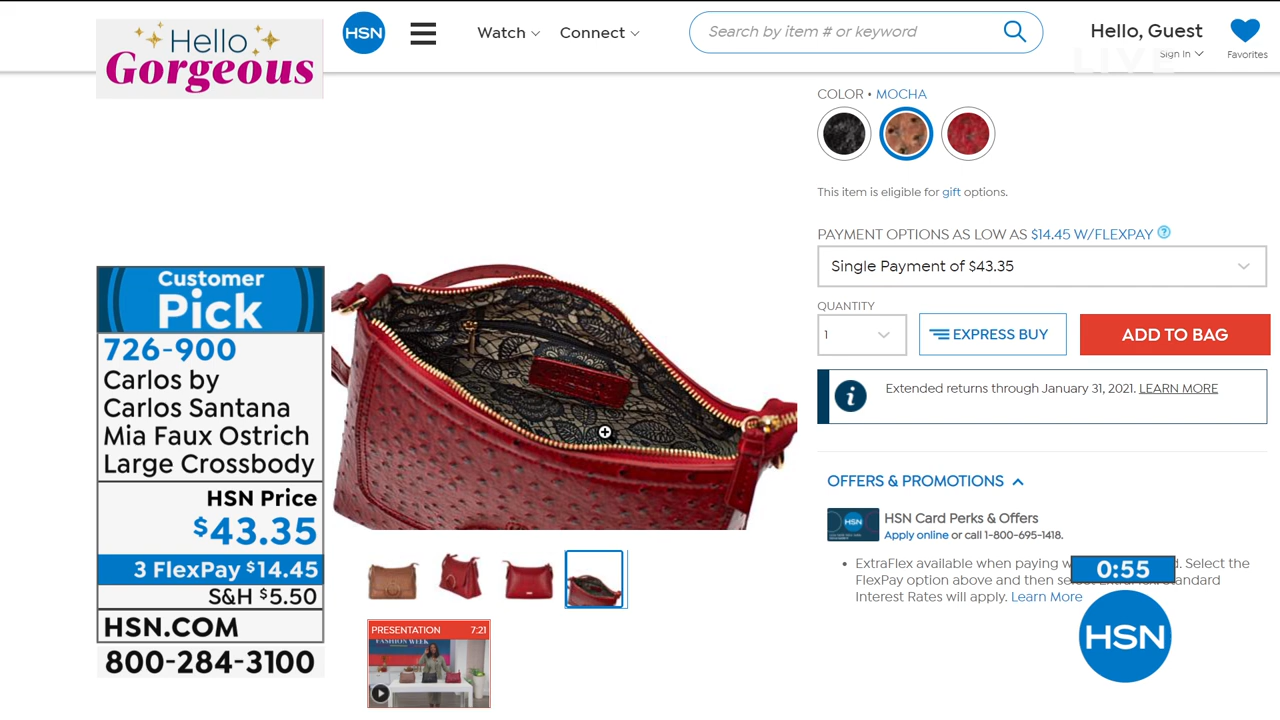 Hello
Gorgeous
HSN
Watch
Connect
Search by item # or keyword
Hello, Guest
Sign In
Favorites
LIVE
COLOR • MOCHA
This item is eligible for gift options.
PAYMENT OPTIONS AS LOW AS $14.45 W/FLEXPAY ?
Single Payment of $43.35
QUANTITY
1
EXPRESS BUY
ADD TO BAG
i
Extended returns through January 31, 2021. LEARN MORE
OFFERS & PROMOTIONS
HSN
HSN Card Perks & Offers
Apply online or call 1-800-695-1418.
• ExtraFlex available when paying d. Select the
FlexPay option above and then Standard
Interest Rates will apply. Learn More
0:55
HSN
Customer
Pick
726-900
Carlos by
Carlos Santana
Mia Faux Ostrich
Large Crossbody
HSN Price
$43.35
3 FlexPay $14.45
S&H $5.50
HSN.COM
800-284-3100
PRESENTATION 7:21
FASHION WEEK